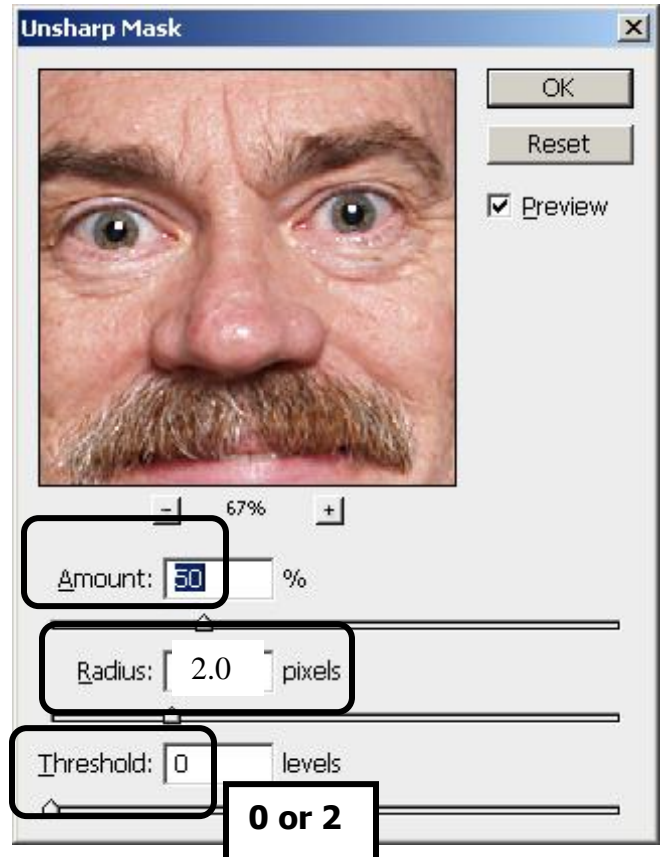 Unsharp Mask
OK
Reset
Preview
- 67% +
Amount: 50 %
Radius: 2.0 pixels
Threshold: 0 levels
0 or 2